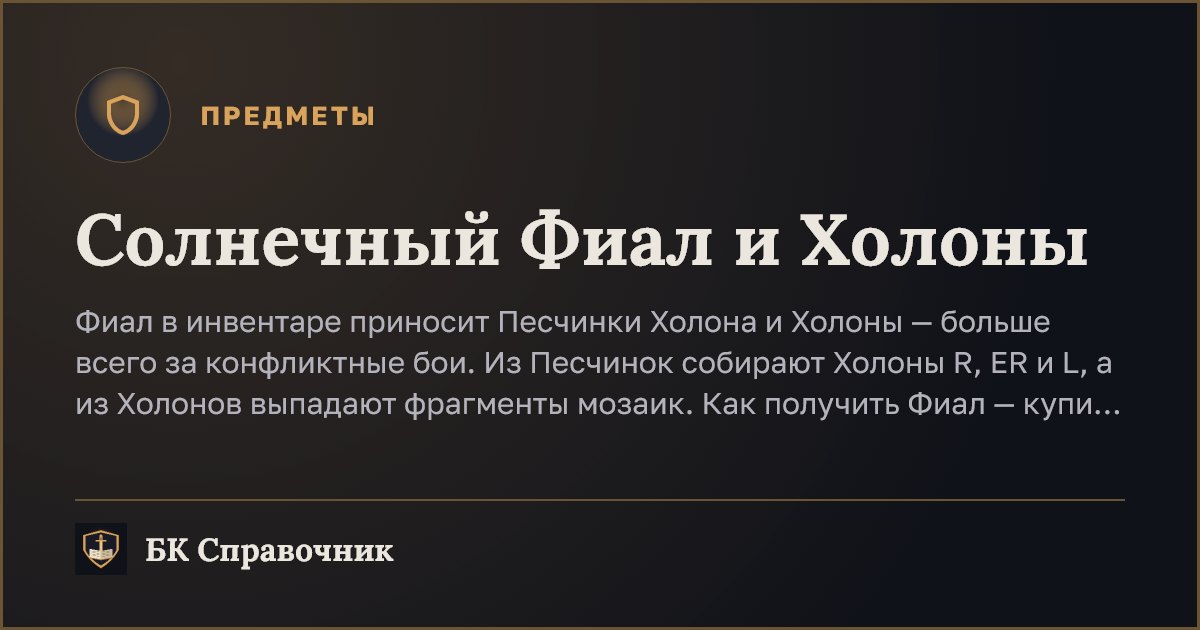 ПРЕДМЕТЫ
Солнечный Фиал и Холоны
Фиал в инвентаре приносит Песчинки Холона и Холоны — больше
всего за конфликтные бои. Из Песчинок собирают Холоны R, ER и L, а
из Холонов выпадают фрагменты мозаик. Как получить Фиал — купи…
БК Справочник